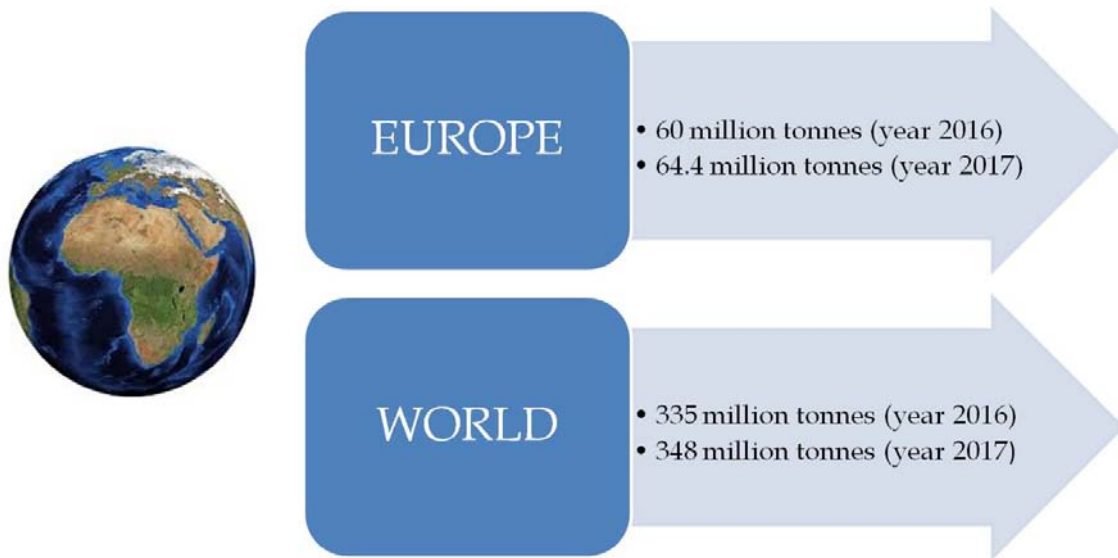 EUROPE
• 60 million tonnes (year 2016)
• 64.4 million tonnes (year 2017)
WORLD
• 335 million tonnes (year 2016)
• 348 million tonnes (year 2017)